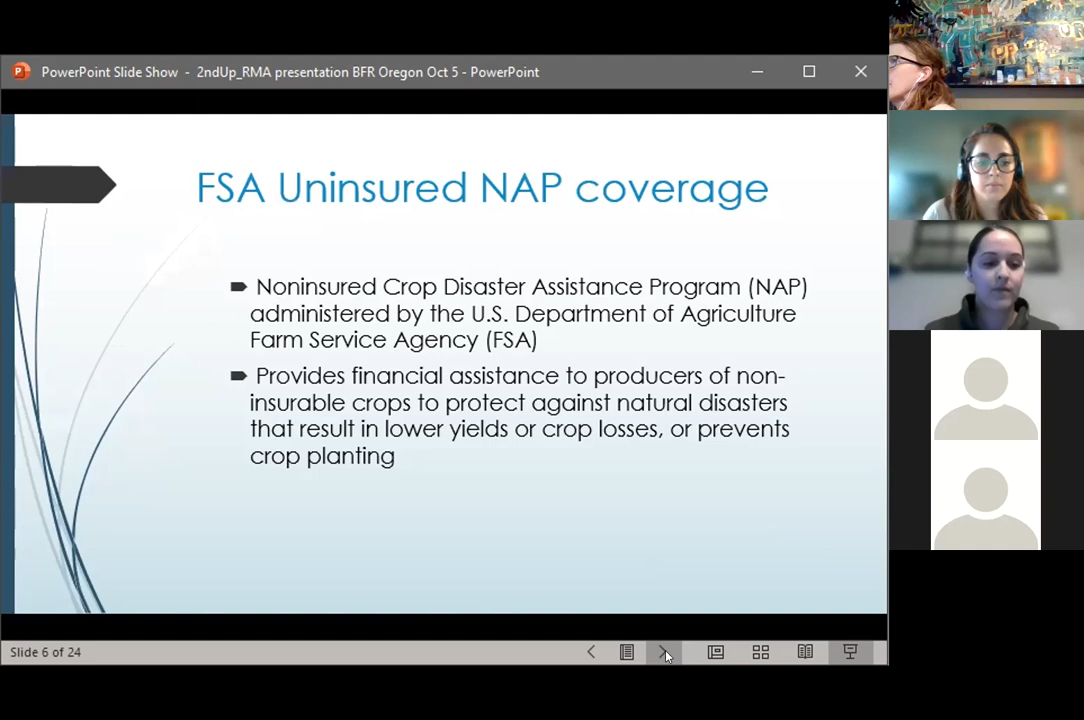 PowerPoint Slide Show - 2ndUp_RMA presentation BFR Oregon Oct 5 - PowerPoint
FSA Uninsured NAP coverage
Noninsured Crop Disaster Assistance Program (NAP)
administered by the U.S. Department of Agriculture
Farm Service Agency (FSA)
Provides financial assistance to producers of non-
insurable crops to protect against natural disasters
that result in lower yields or crop losses, or prevents
crop planting
Slide 6 of 24